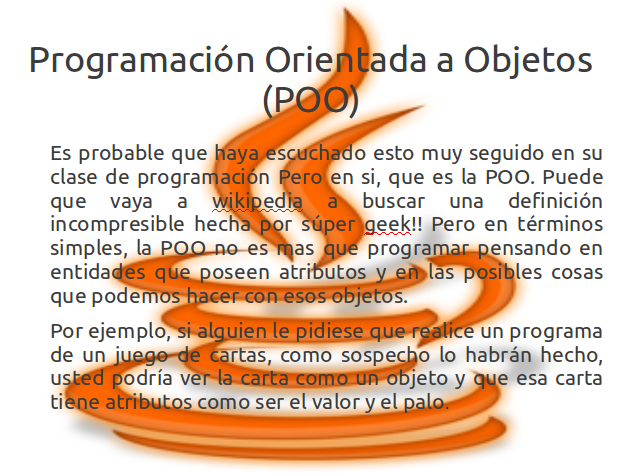 Programación Orientada a Objetos
(POO)
Es probable que haya escuchado esto muy seguido en su
clase de programación Pero en si, que es la POO. Puede
que vaya a wikipedia a buscar una definición
incompresible hecha por súper geek!! Pero en términos
simples, la POO no es mas que programar pensando en
entidades que poseen atributos y en las posibles cosas
que podemos hacer con esos objetos.
Por ejemplo, si alguien le pidiese que realice un programa
de un juego de cartas, como sospecho lo habrán hecho,
usted podría ver la carta como un objeto y que esa carta
tiene atributos como ser el valor y el palo.